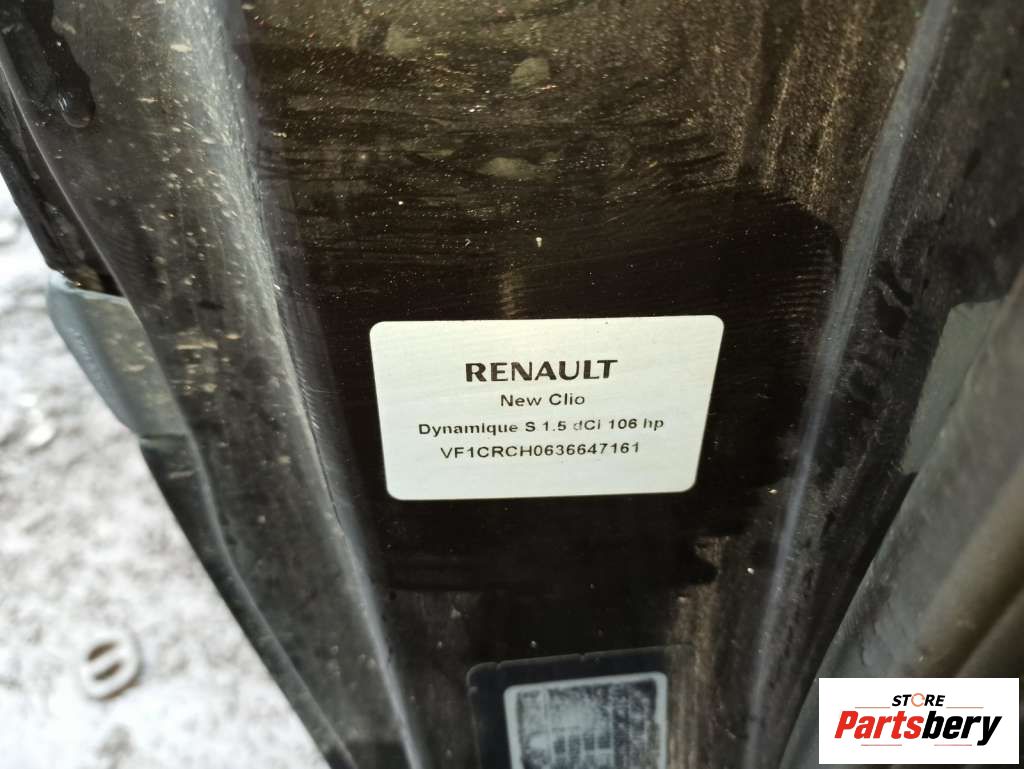 RENAULT
New Clio
Dynamique S 1.5 dCi 106 hp
VF1CRCH0636647161
STORE
Partsbery